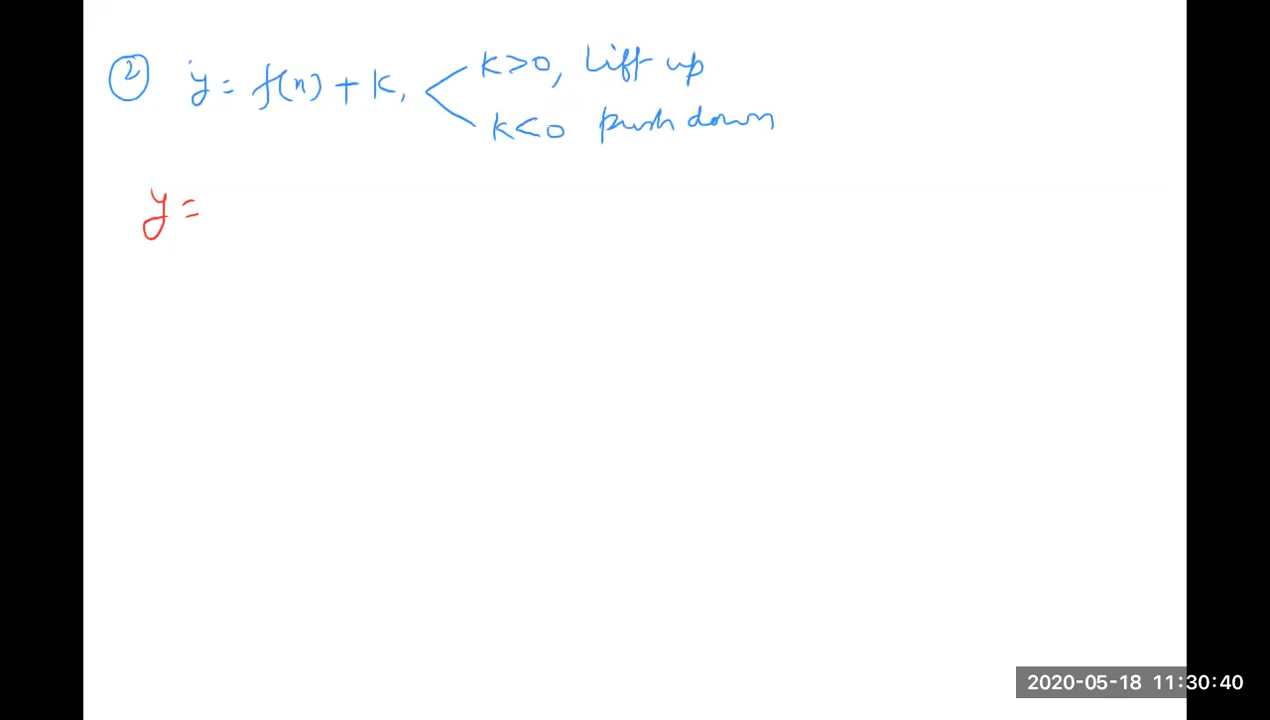 ② y = f(x) + k, k>0, Lift up
k<0 push down
y =
2020-05-18 11:30:40